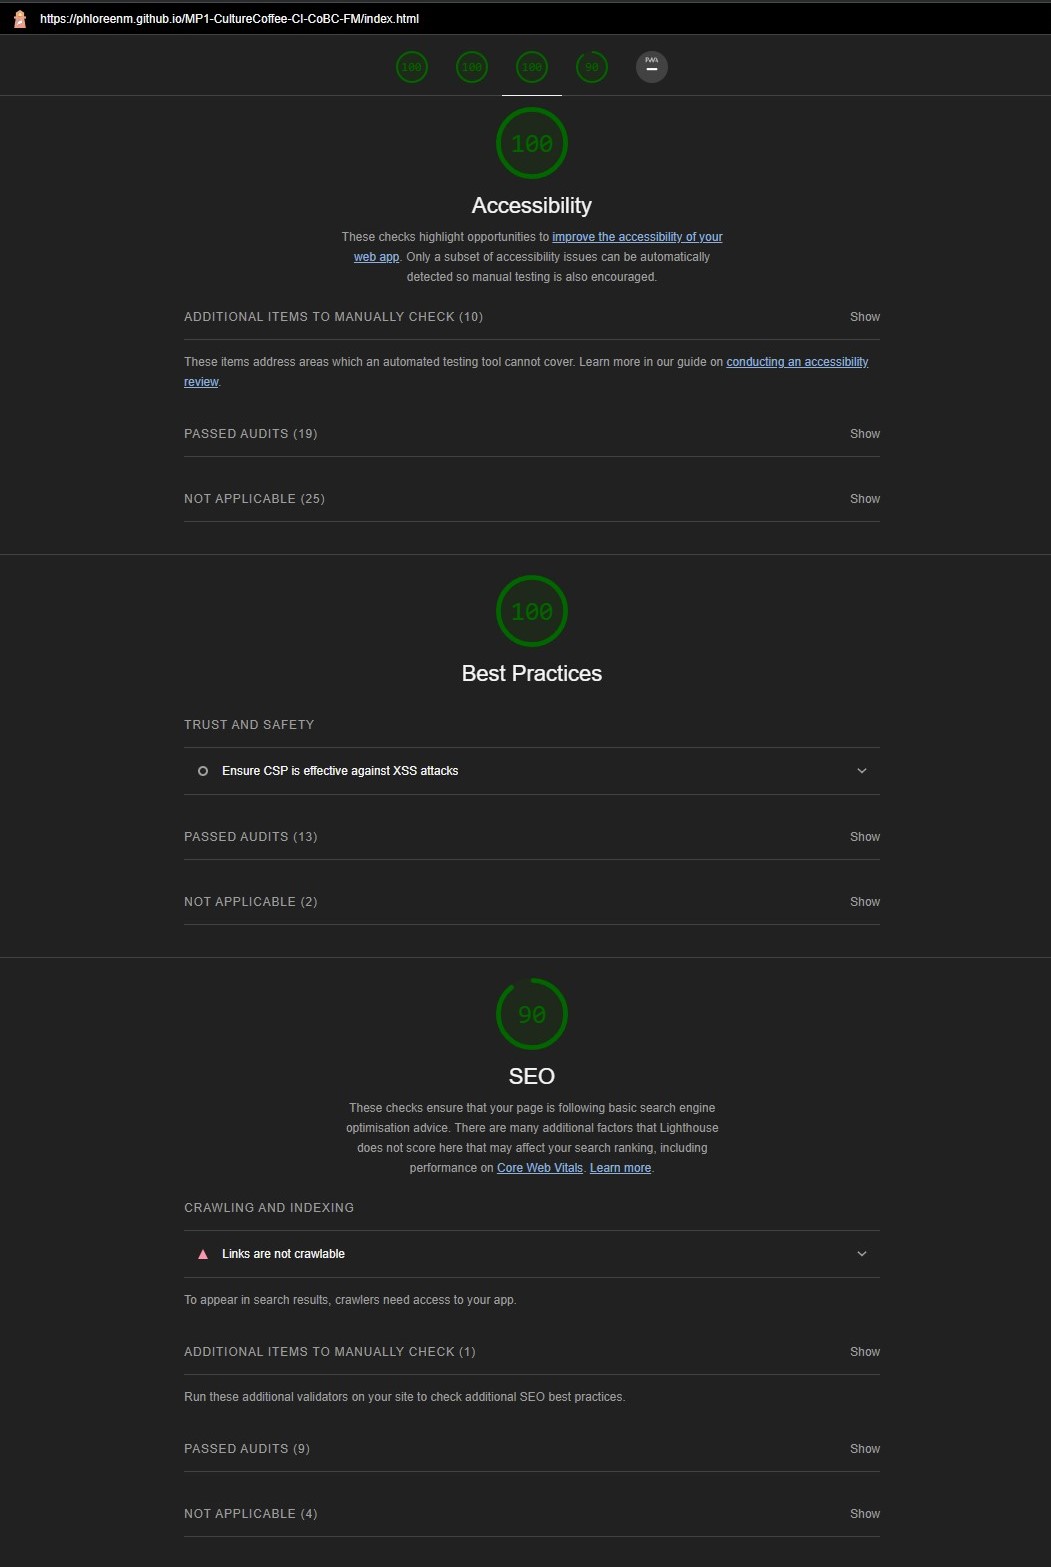 https://phloreenm.github.io/MP1-CultureCoffee-CI-CoBC-FM/index.html
100
100
100
90
PWA
100
Accessibility
These checks highlight opportunities to improve the accessibility of your
web app. Only a subset of accessibility issues can be automatically
detected so manual testing is also encouraged.
ADDITIONAL ITEMS TO MANUALLY CHECK (10)
Show
These items address areas which an automated testing tool cannot cover. Learn more in our guide on conducting an accessibility
review.
PASSED AUDITS (19)
Show
NOT APPLICABLE (25)
Show
100
Best Practices
TRUST AND SAFETY
Ensure CSP is effective against XSS attacks
PASSED AUDITS (13)
Show
NOT APPLICABLE (2)
Show
90
SEO
These checks ensure that your page is following basic search engine
optimisation advice. There are many additional factors that Lighthouse
does not score here that may affect your search ranking, including
performance on Core Web Vitals. Learn more.
CRAWLING AND INDEXING
Links are not crawlable
To appear in search results, crawlers need access to your app.
ADDITIONAL ITEMS TO MANUALLY CHECK (1)
Show
Run these additional validators on your site to check additional SEO best practices.
PASSED AUDITS (9)
Show
NOT APPLICABLE (4)
Show